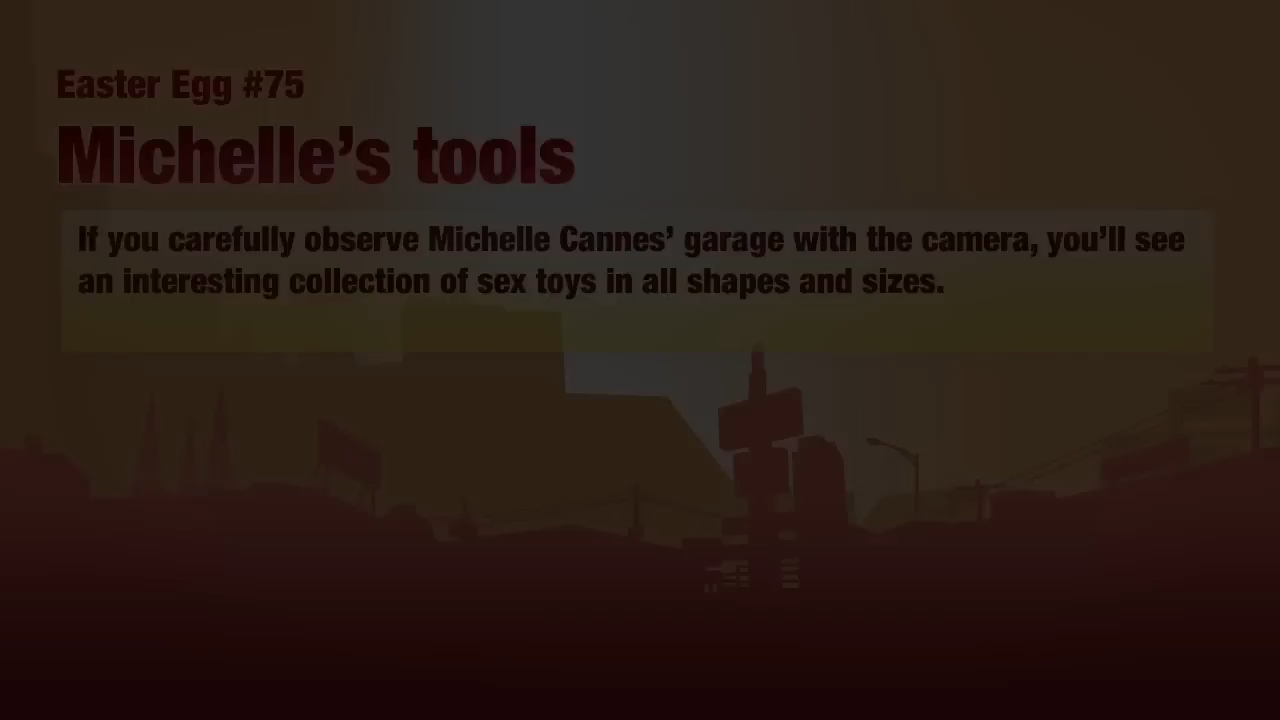 Easter Egg #75
Michelle’s tools
If you carefully observe Michelle Cannes’ garage with the camera, you’ll see
an interesting collection of sex toys in all shapes and sizes.